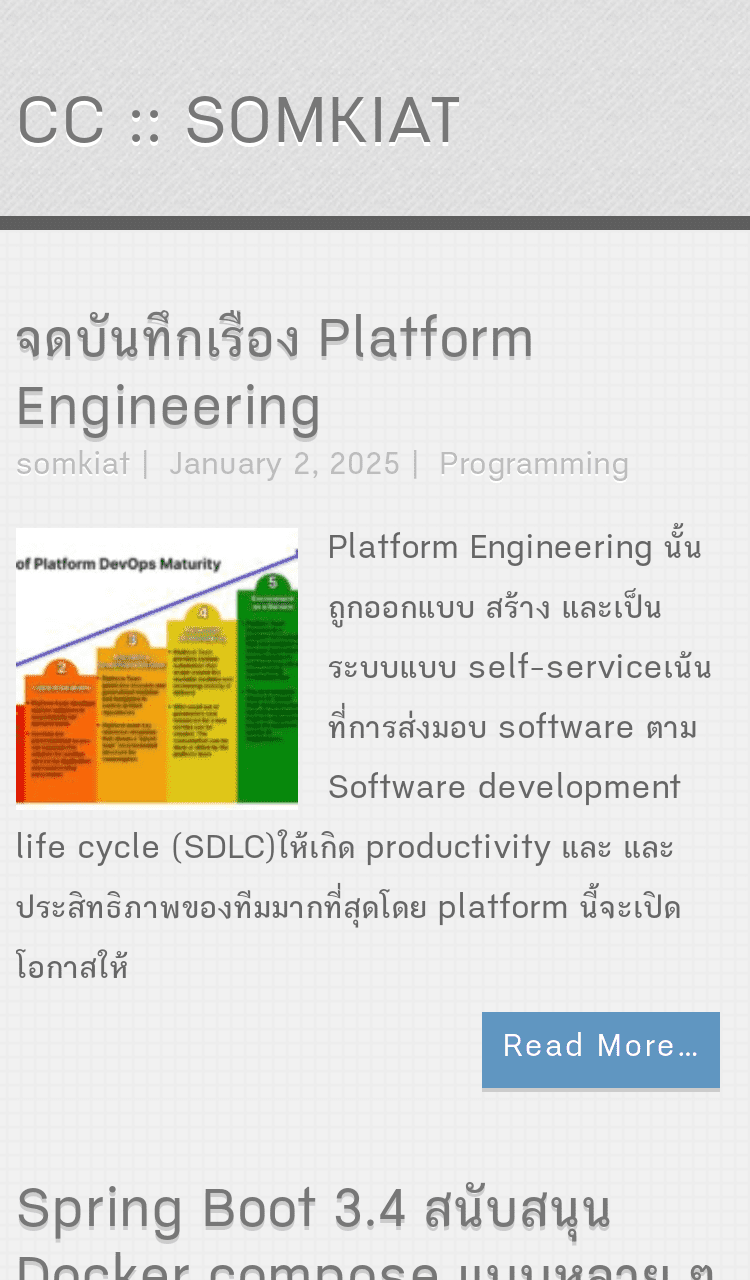 CC :: SOMKIAT
จดบันทึกเรื่อง Platform
Engineering
somkiat | January 2, 2025 | Programming
of Platform DevOps Maturity
5
4
3
2
Platform Engineering นั้น
ถูกออกแบบ สร้าง และเป็น
ระบบแบบ self-serviceเน้น
ที่การส่งมอบ software ตาม
Software development
life cycle (SDLC)ให้เกิด productivity และ และ
ประสิทธิภาพของทีมมากที่สุดโดย platform นี้จะเปิด
โอกาสให้
Read More…
Spring Boot 3.4 สนับสนุน
Docker compose แบบหลาย ๆ